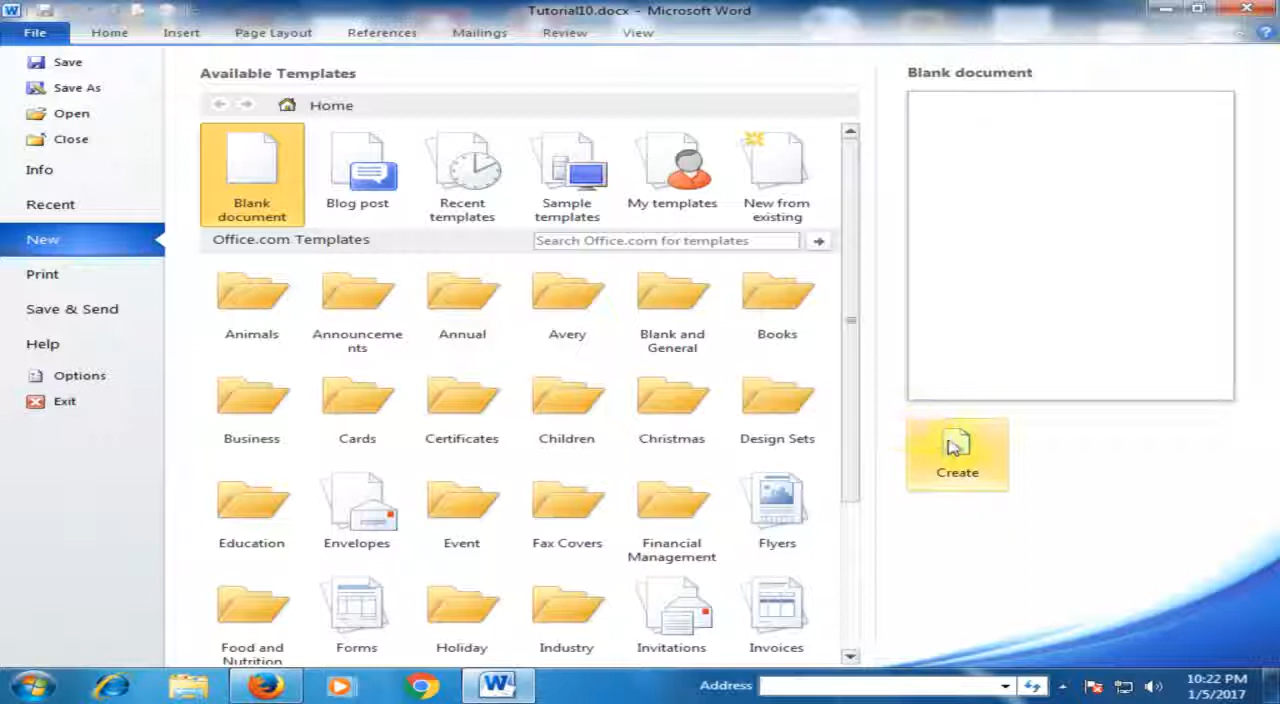 Tutorial10.docx - Microsoft Word
File Home Insert Page Layout References Mailings Review View
Save
Save As
Open
Close
Info
Recent
New
Print
Save & Send
Help
Options
Exit
Available Templates
Home
Blank
document
Blog post
Recent
templates
Sample
templates
My templates
New from
existing
Office.com Templates
Search Office.com for templates
Animals
Announceme
nts
Annual
Avery
Blank and
General
Books
Business
Cards
Certificates
Children
Christmas
Design Sets
Education
Envelopes
Event
Fax Covers
Financial
Management
Flyers
Food and
Nutrition
Forms
Holiday
Industry
Invitations
Invoices
Blank document
Create
Address
10:22 PM
1/5/2017